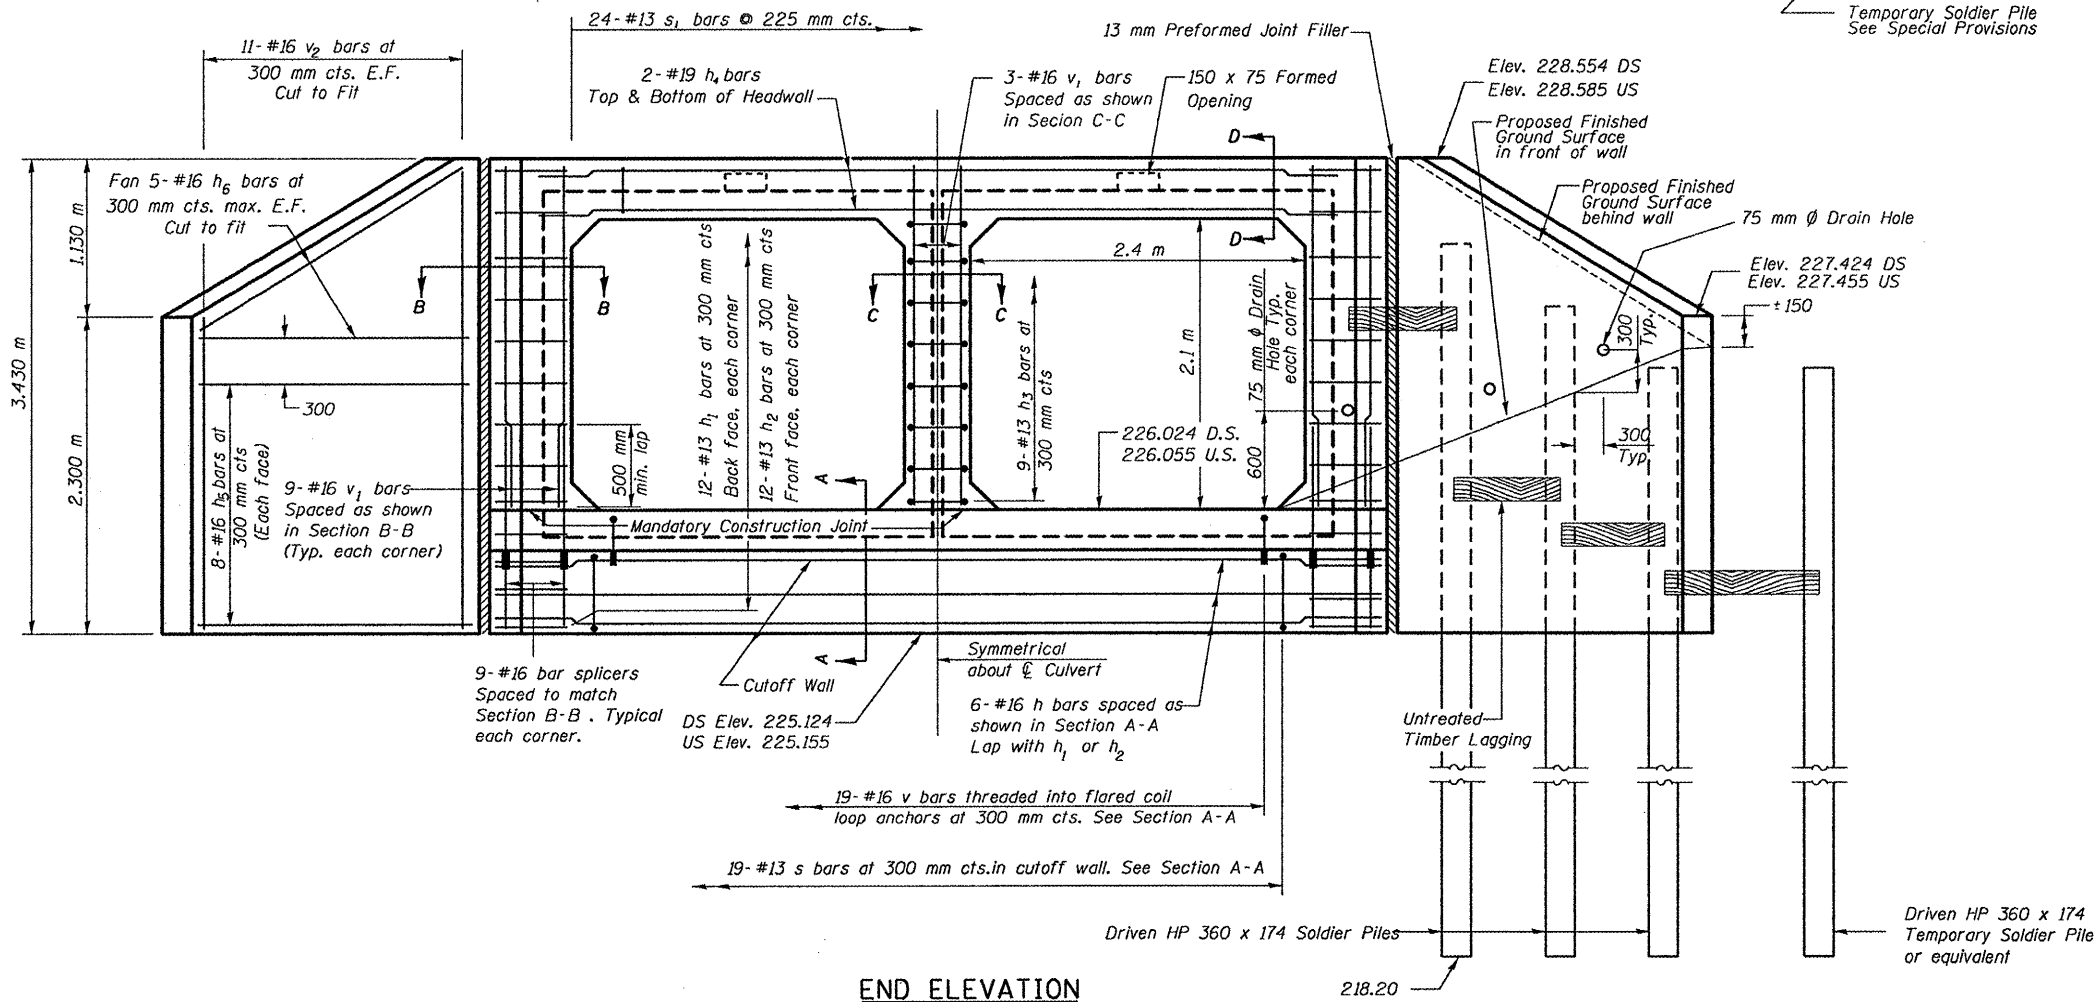 24-#13 s₁ bars @ 225 mm cts.
Temporary Soldier Pile
See Special Provisions
11-#16 v₂ bars at
300 mm cts. E.F.
Cut to Fit
13 mm Preformed Joint Filler
2-#19 h₄ bars
Top & Bottom of Headwall
3-#16 v₁ bars
Spaced as shown
in Secion C-C
150 x 75 Formed
Opening
Elev. 228.554 DS
Elev. 228.585 US
Proposed Finished
Ground Surface
in front of wall
D
D
Fan 5-#16 h₆ bars at
300 mm cts. max. E.F.
Cut to fit
Proposed Finished
Ground Surface
behind wall
75 mm ϕ Drain Hole
Elev. 227.424 DS
Elev. 227.455 US
±150
3.430 m
1.130 m
2.300 m
B
B
C
C
2.4 m
2.1 m
12-#13 h₁ bars at 300 mm cts
Back face, each corner
12-#13 h₂ bars at 300 mm cts
Front face, each corner
9-#13 h₃ bars at
300 mm cts
75 mm ϕ Drain
Hole Typ.
each corner
600
300
Typ.
300
Typ.
300
8-#16 h₅ bars at
300 mm cts
(Each face)
9-#16 v₁ bars
Spaced as shown
in Section B-B
(Typ. each corner)
500 mm
min. lap
226.024 D.S.
226.055 U.S.
A
A
Mandatory Construction Joint
9-#16 bar splicers
Spaced to match
Section B-B . Typical
each corner.
Cutoff Wall
DS Elev. 225.124
US Elev. 225.155
Symmetrical
about ℄ Culvert
6-#16 h bars spaced as
shown in Section A-A
Lap with h₁ or h₂
Untreated
Timber Lagging
19-#16 v bars threaded into flared coil
loop anchors at 300 mm cts. See Section A-A
19-#13 s bars at 300 mm cts.in cutoff wall. See Section A-A
Driven HP 360 x 174 Soldier Piles
Driven HP 360 x 174
Temporary Soldier Pile
or equivalent
218.20
END ELEVATION